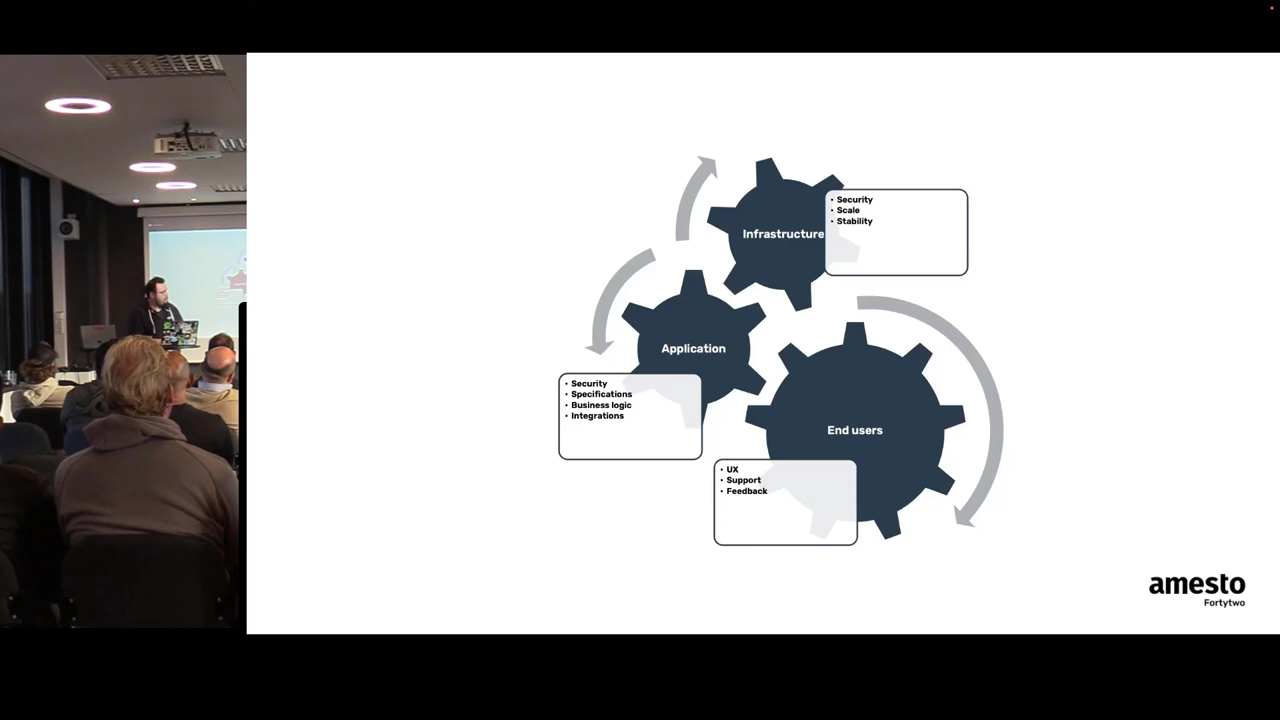 Infrastructure
• Security
• Scale
• Stability
Application
• Security
• Specifications
• Business logic
• Integrations
End users
• UX
• Support
• Feedback
amesto
Fortytwo